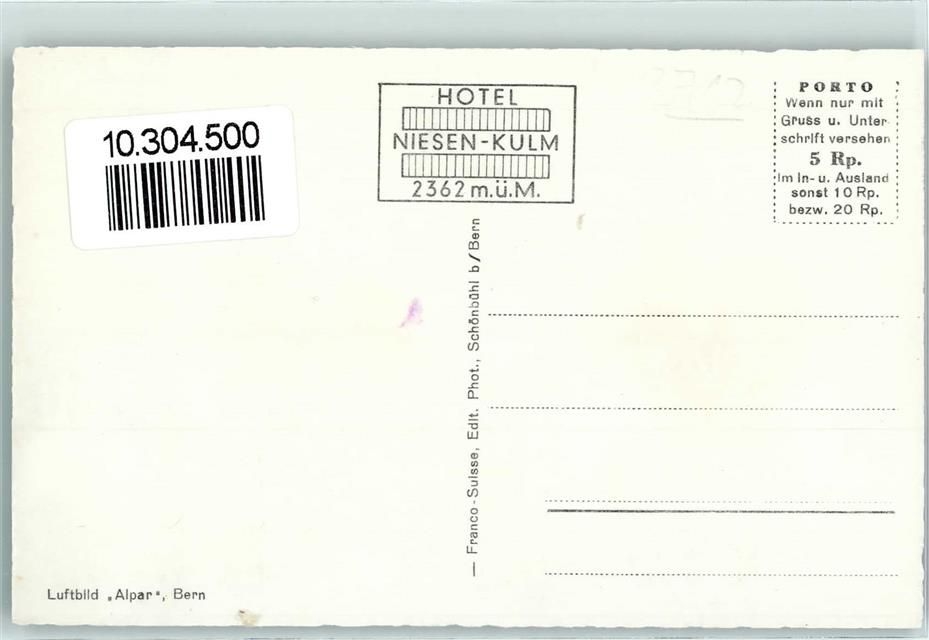 10.304.500
HOTEL
NIESEN-KULM
2362 m.ü.M.
PORTO
Wenn nur mit
Gruss u. Unter-
schrift versehen
5 Rp.
Im In- u. Ausland
sonst 10 Rp.
bezw. 20 Rp.
— Franco-Suisse, Edit. Phot., Schönbühl b/Bern
Luftbild „Alpar“, Bern